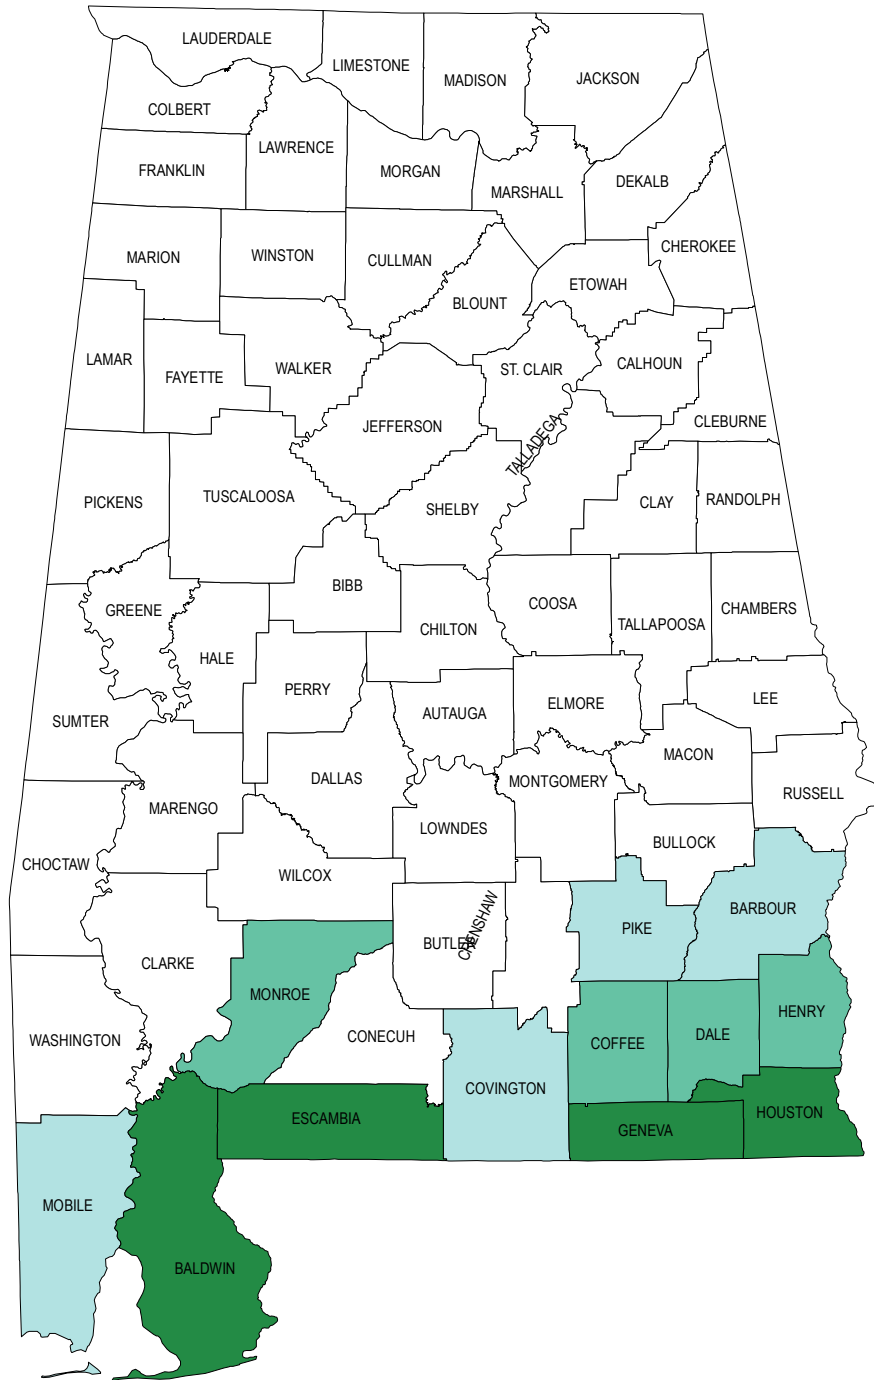 LAUDERDALE
LIMESTONE
MADISON
JACKSON
COLBERT
LAWRENCE
FRANKLIN
MORGAN
MARSHALL
DEKALB
MARION
WINSTON
CULLMAN
CHEROKEE
BLOUNT
ETOWAH
LAMAR
FAYETTE
WALKER
ST. CLAIR
CALHOUN
JEFFERSON
TALLADEGA
CLEBURNE
PICKENS
TUSCALOOSA
SHELBY
CLAY
RANDOLPH
GREENE
BIBB
COOSA
CHAMBERS
HALE
CHILTON
TALLAPOOSA
PERRY
SUMTER
AUTAUGA
ELMORE
LEE
DALLAS
MONTGOMERY
MACON
MARENGO
LOWNDES
RUSSELL
CHOCTAW
WILCOX
BULLOCK
CLARKE
BUTLER
CRENSHAW
PIKE
BARBOUR
MONROE
WASHINGTON
CONECUH
COFFEE
DALE
HENRY
COVINGTON
ESCAMBIA
GENEVA
HOUSTON
MOBILE
BALDWIN